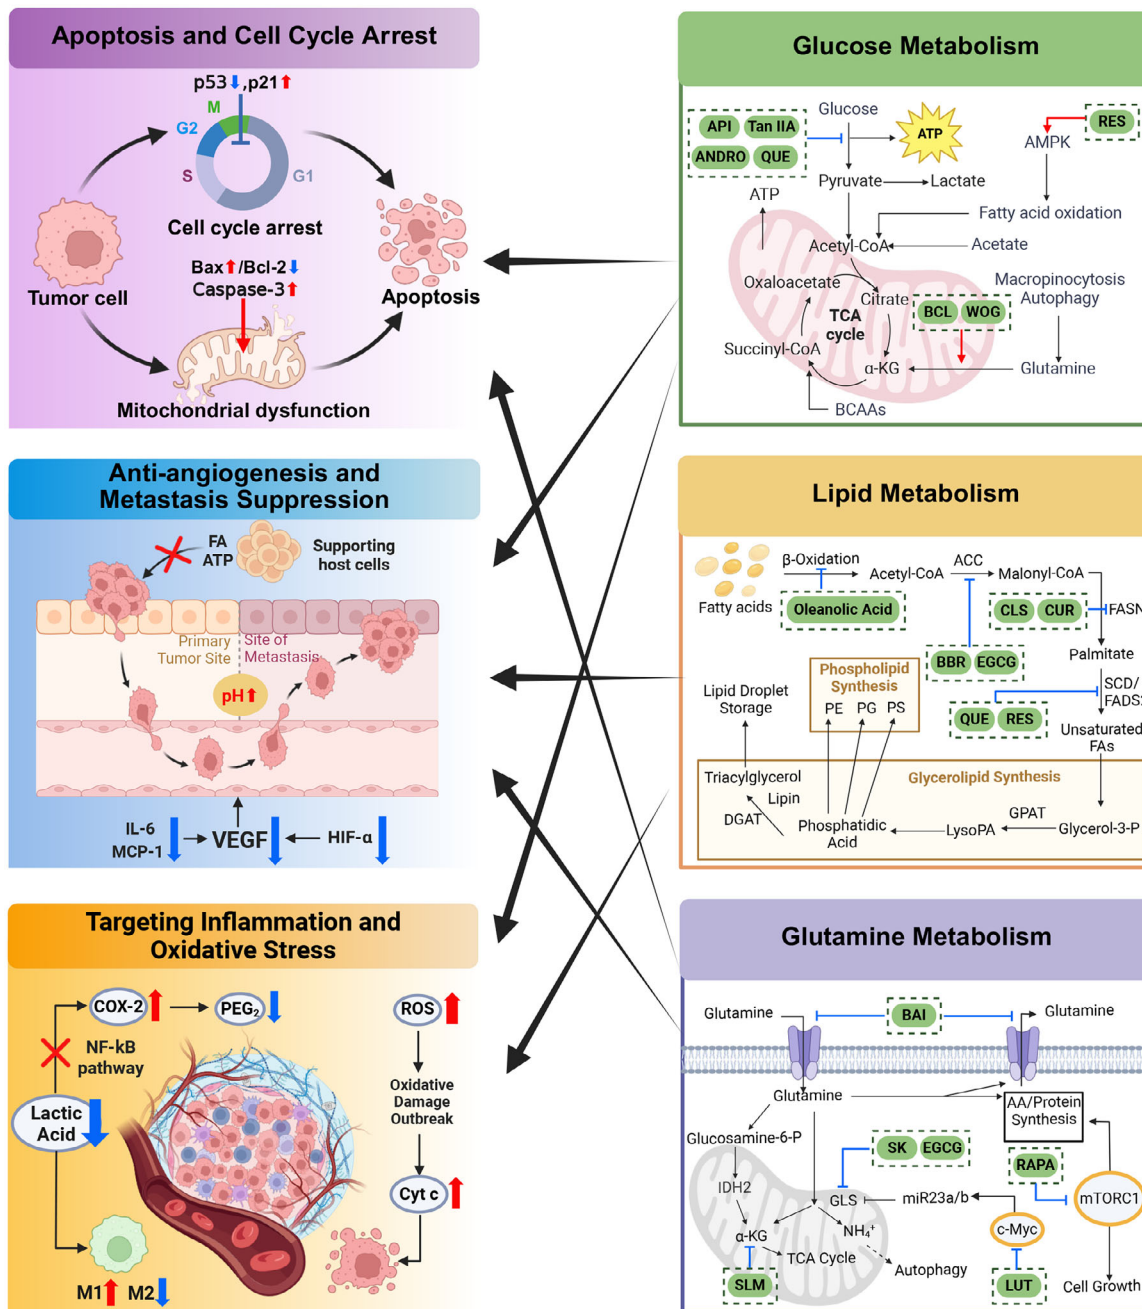 Apoptosis and Cell Cycle Arrest
p53 ,p21
M
G2
S
G1
Cell cycle arrest
Tumor cell
Bax /Bcl-2
Caspase-3
Apoptosis
Mitochondrial dysfunction
Anti-angiogenesis and
Metastasis Suppression
FA
ATP
Supporting
host cells
Primary
Tumor Site
Site of
Metastasis
pH
IL-6
MCP-1
VEGF
HIF-α
Targeting Inflammation and
Oxidative Stress
COX-2
PEG₂
ROS
NF-kB
pathway
Lactic
Acid
Oxidative
Damage
Outbreak
Cyt c
M1
M2
Glucose Metabolism
Glucose
API
Tan IIA
ANDRO
QUE
ATP
RES
AMPK
Pyruvate
Lactate
ATP
Fatty acid oxidation
Acetyl-CoA
Acetate
Oxaloacetate
Citrate
Macropinocytosis
Autophagy
BCL
WOG
TCA
cycle
Succinyl-CoA
α-KG
Glutamine
BCAAs
Lipid Metabolism
β-Oxidation
ACC
Fatty acids
Acetyl-CoA
Malonyl-CoA
Oleanolic Acid
CLS
CUR
FASN
BBR
EGCG
Palmitate
Phospholipid
Synthesis
PE
PG
PS
Lipid Droplet
Storage
QUE
RES
SCD/
FADS2
Unsaturated
FAs
Triacylglycerol
Glycerolipid Synthesis
Lipin
DGAT
Phosphatidic
Acid
LysoPA
GPAT
Glycerol-3-P
Glutamine Metabolism
Glutamine
BAI
Glutamine
Glutamine
AA/Protein
Synthesis
Glucosamine-6-P
SK
EGCG
RAPA
IDH2
GLS
miR23a/b
mTORC1
α-KG
NH₄⁺
c-Myc
TCA Cycle
Autophagy
SLM
LUT
Cell Growth